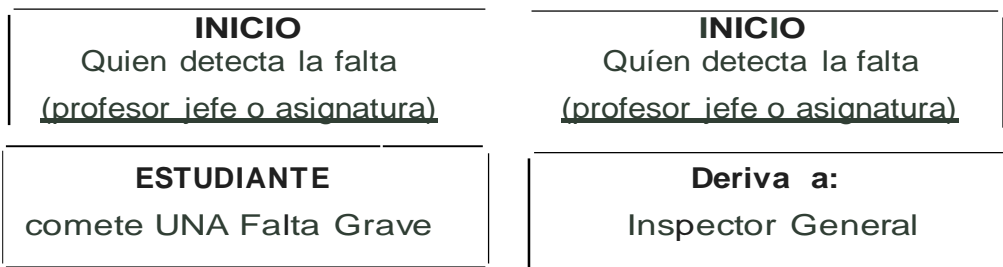 INICIO
Quien detecta la falta
(profesor jefe o asignatura)
ESTUDIANTE
comete UNA Falta Grave
INICIO
Quíen detecta la falta
(profesor jefe o asignatura)
Deriva a:
Inspector General